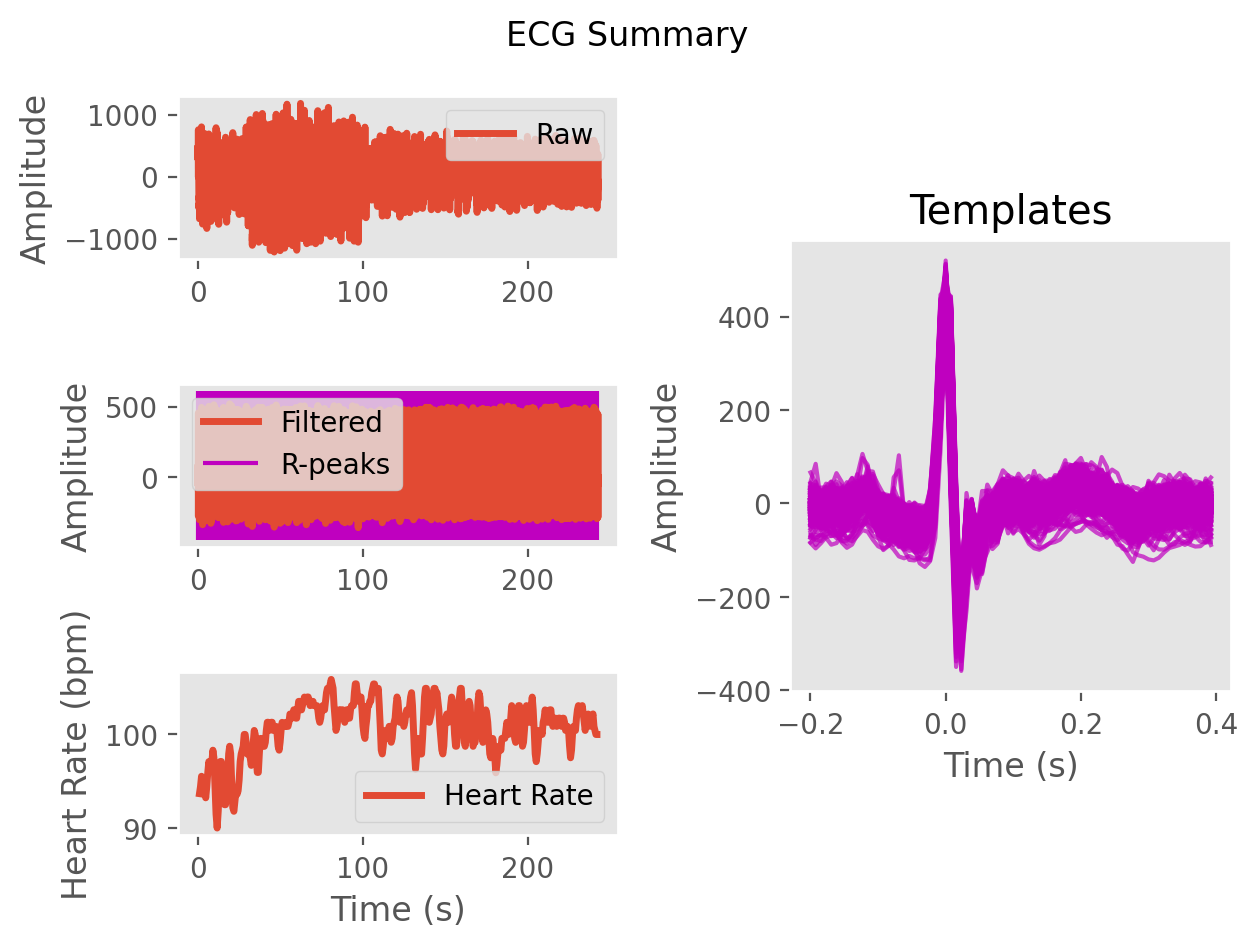 ECG Summary
Amplitude
1000
0
−1000
Raw
0 100 200
Amplitude
500
0
Filtered
R-peaks
0 100 200
Heart Rate (bpm)
100
90
Heart Rate
0 100 200
Time (s)
Templates
Amplitude
400
200
0
−200
−400
−0.2 0.0 0.2 0.4
Time (s)